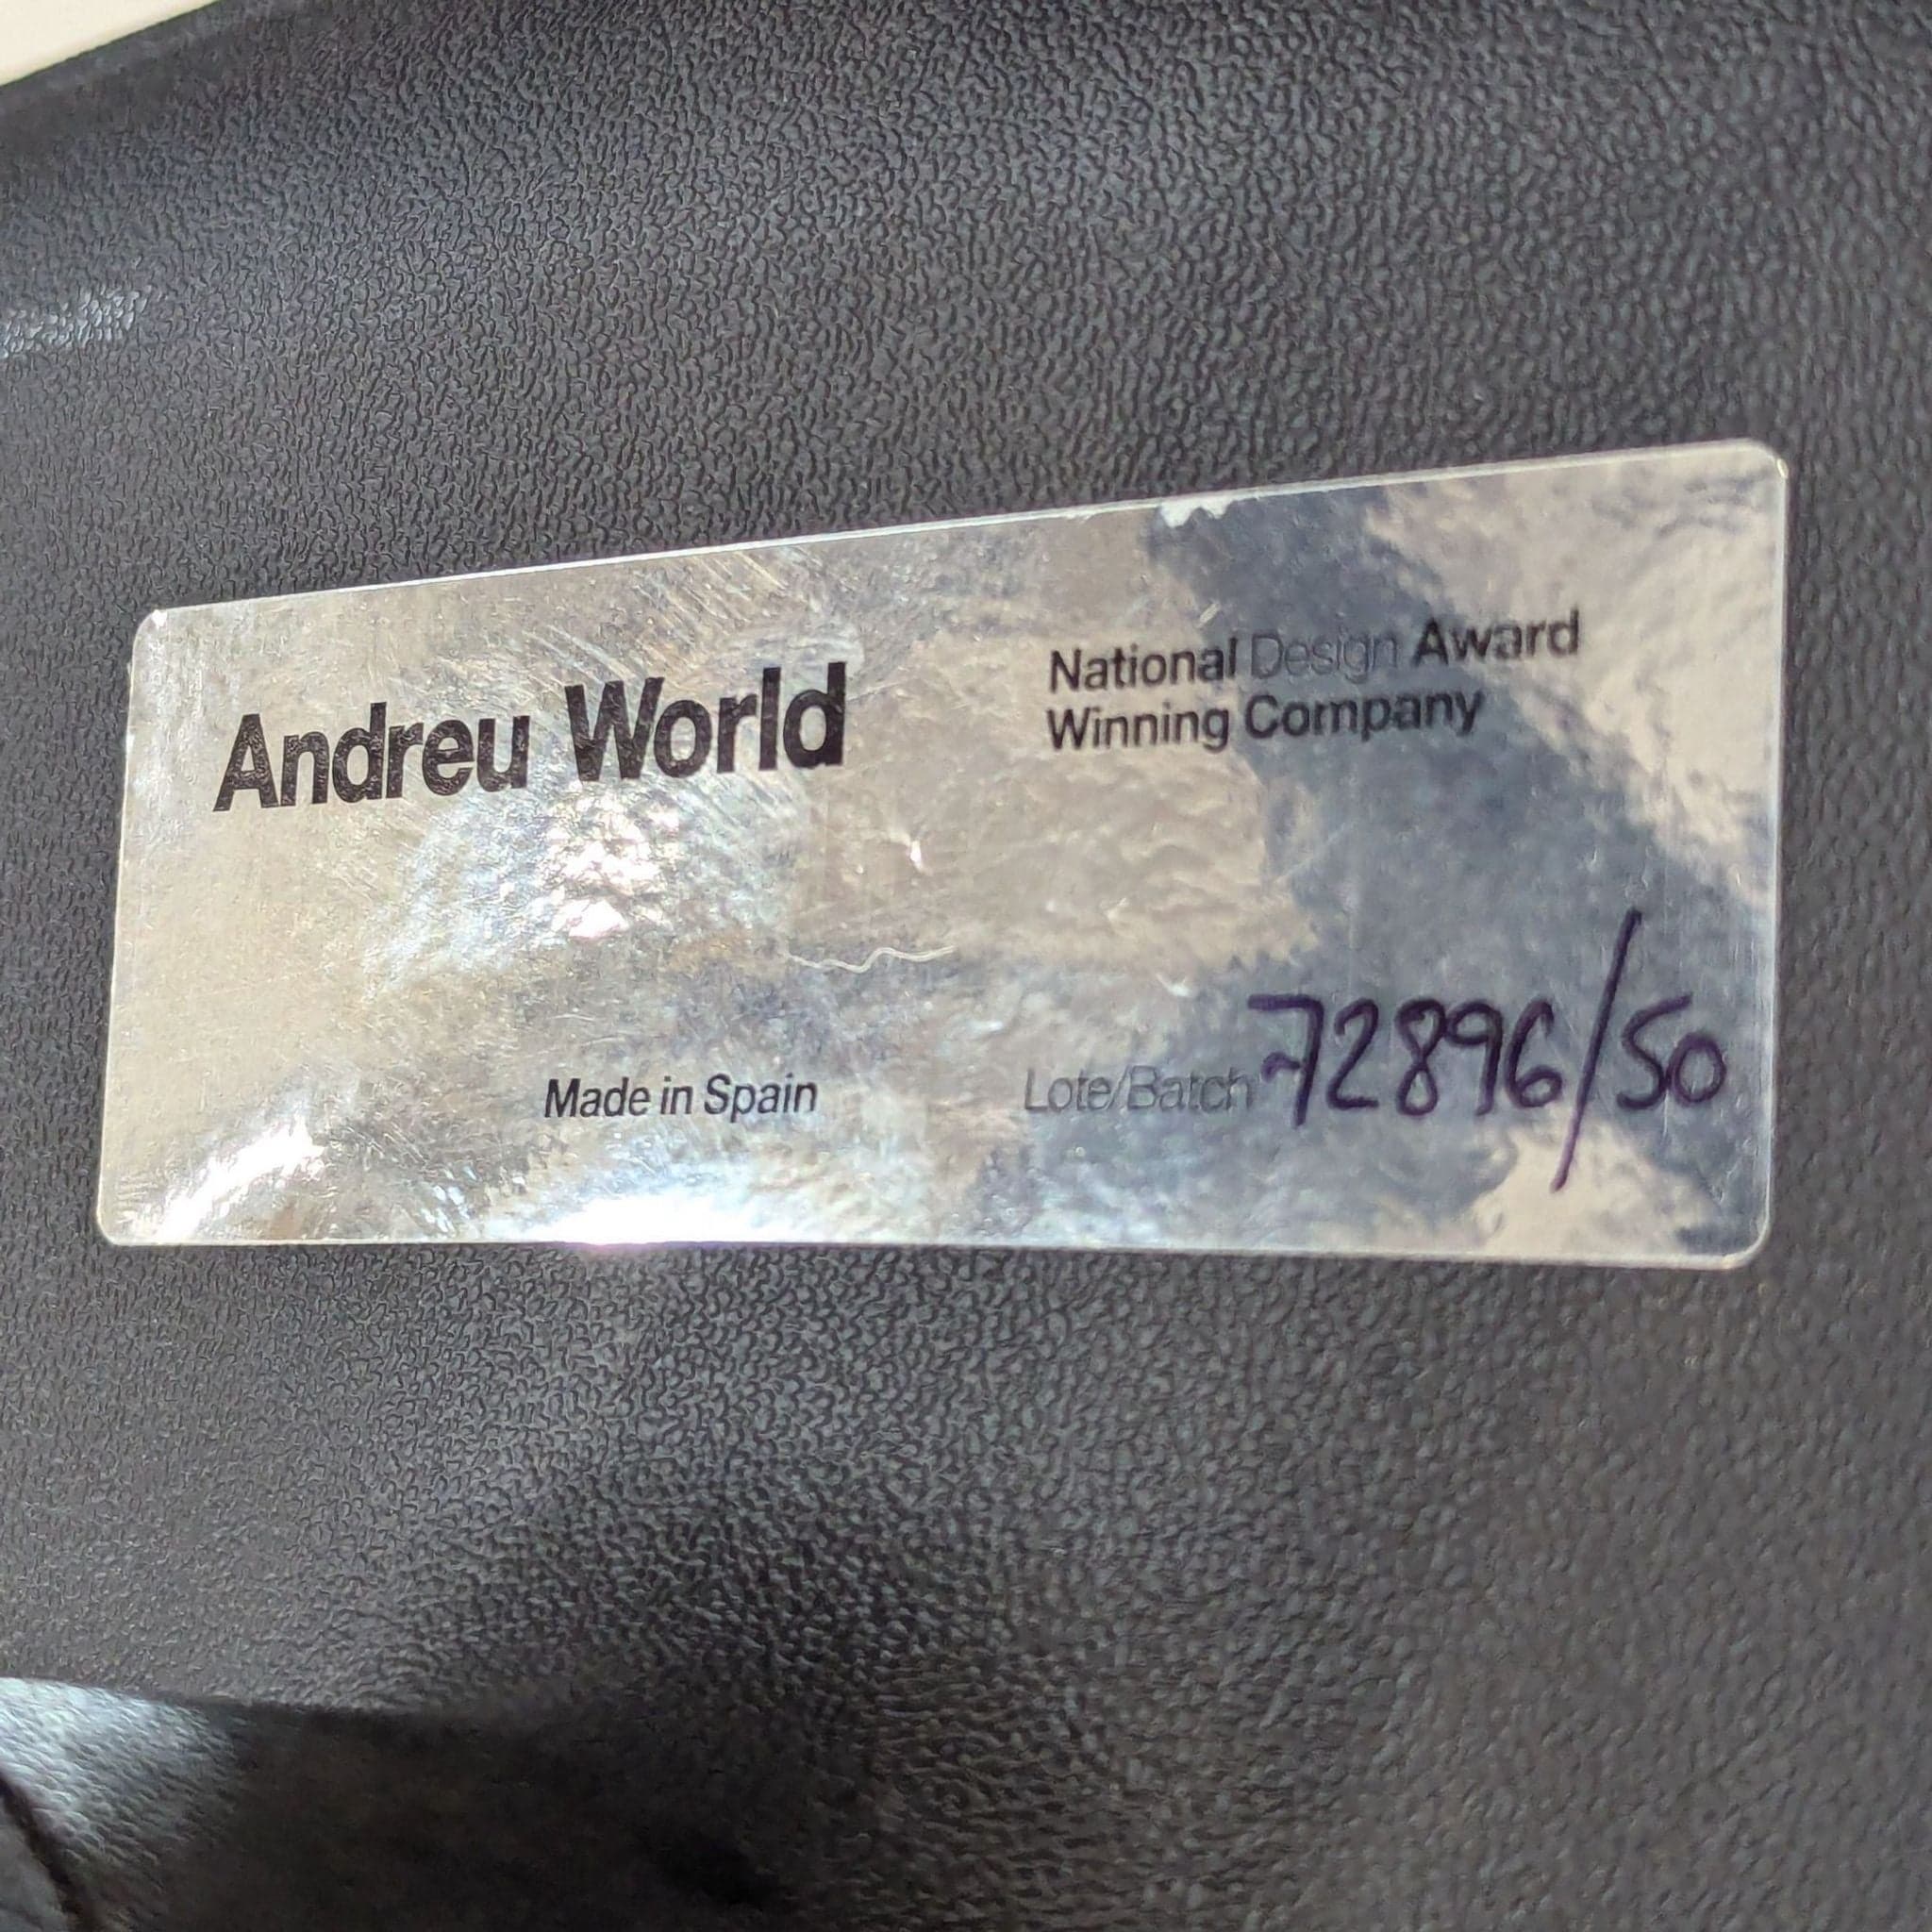 Andreu World
National Design Award
Winning Company
Made in Spain
Lote/Batch 72896/50